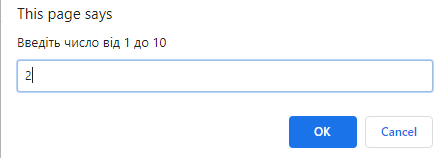 This page says
Введіть число від 1 до 10
2
OK
Cancel